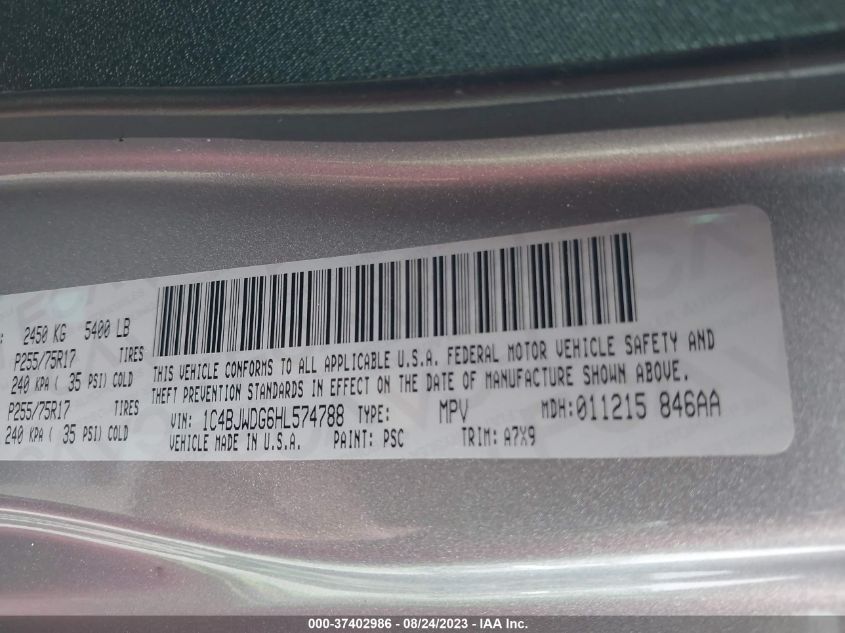 : 2450 KG 5400 LB
P255/75R17 TIRES
240 KPA ( 35 PSI) COLD
P255/75R17 TIRES
240 KPA ( 35 PSI) COLD
THIS VEHICLE CONFORMS TO ALL APPLICABLE U.S.A. FEDERAL MOTOR VEHICLE SAFETY AND
THEFT PREVENTION STANDARDS IN EFFECT ON THE DATE OF MANUFACTURE SHOWN ABOVE.
VIN: 1C4BJWDG6HL574788 TYPE: MPV MDH:011215 846AA
VEHICLE MADE IN U.S.A. PAINT: PSC TRIM: A7X9
000-37402986 - 08/24/2023 - IAA Inc.